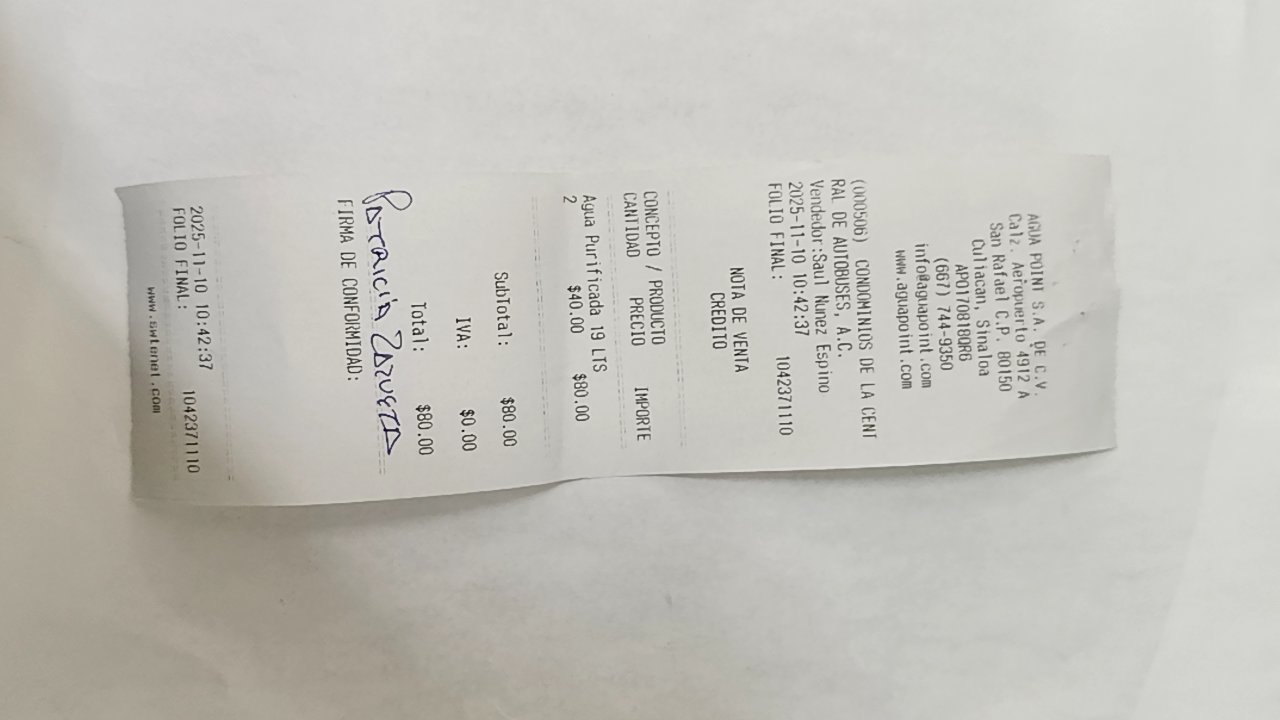 AGUA POINT S.A. DE C.V.
Calz. Aeropuerto 4912 A
San Rafael C.P. 80150
Culiacan, Sinaloa
APO170818QR6
(667) 744-9350
info@aguapoint.com
www.aguapoint.com
(000506) CONDOMINIOS DE LA CENT
RAL DE AUTOBUSES, A.C.
Vendedor:Saul Nunez Espino
2025-11-10 10:42:37
FOLIO FINAL: 1042371110
NOTA DE VENTA
CREDITO
CONCEPTO / PRODUCTO
CANTIDAD PRECIO IMPORTE
Agua Purificada 19 LTS
2 $40.00 $80.00
SubTotal: $80.00
IVA: $0.00
Total: $80.00
Patricia Zazueta
FIRMA DE CONFORMIDAD:
2025-11-10 10:42:37
FOLIO FINAL: 1042371110
www.swtenet.com